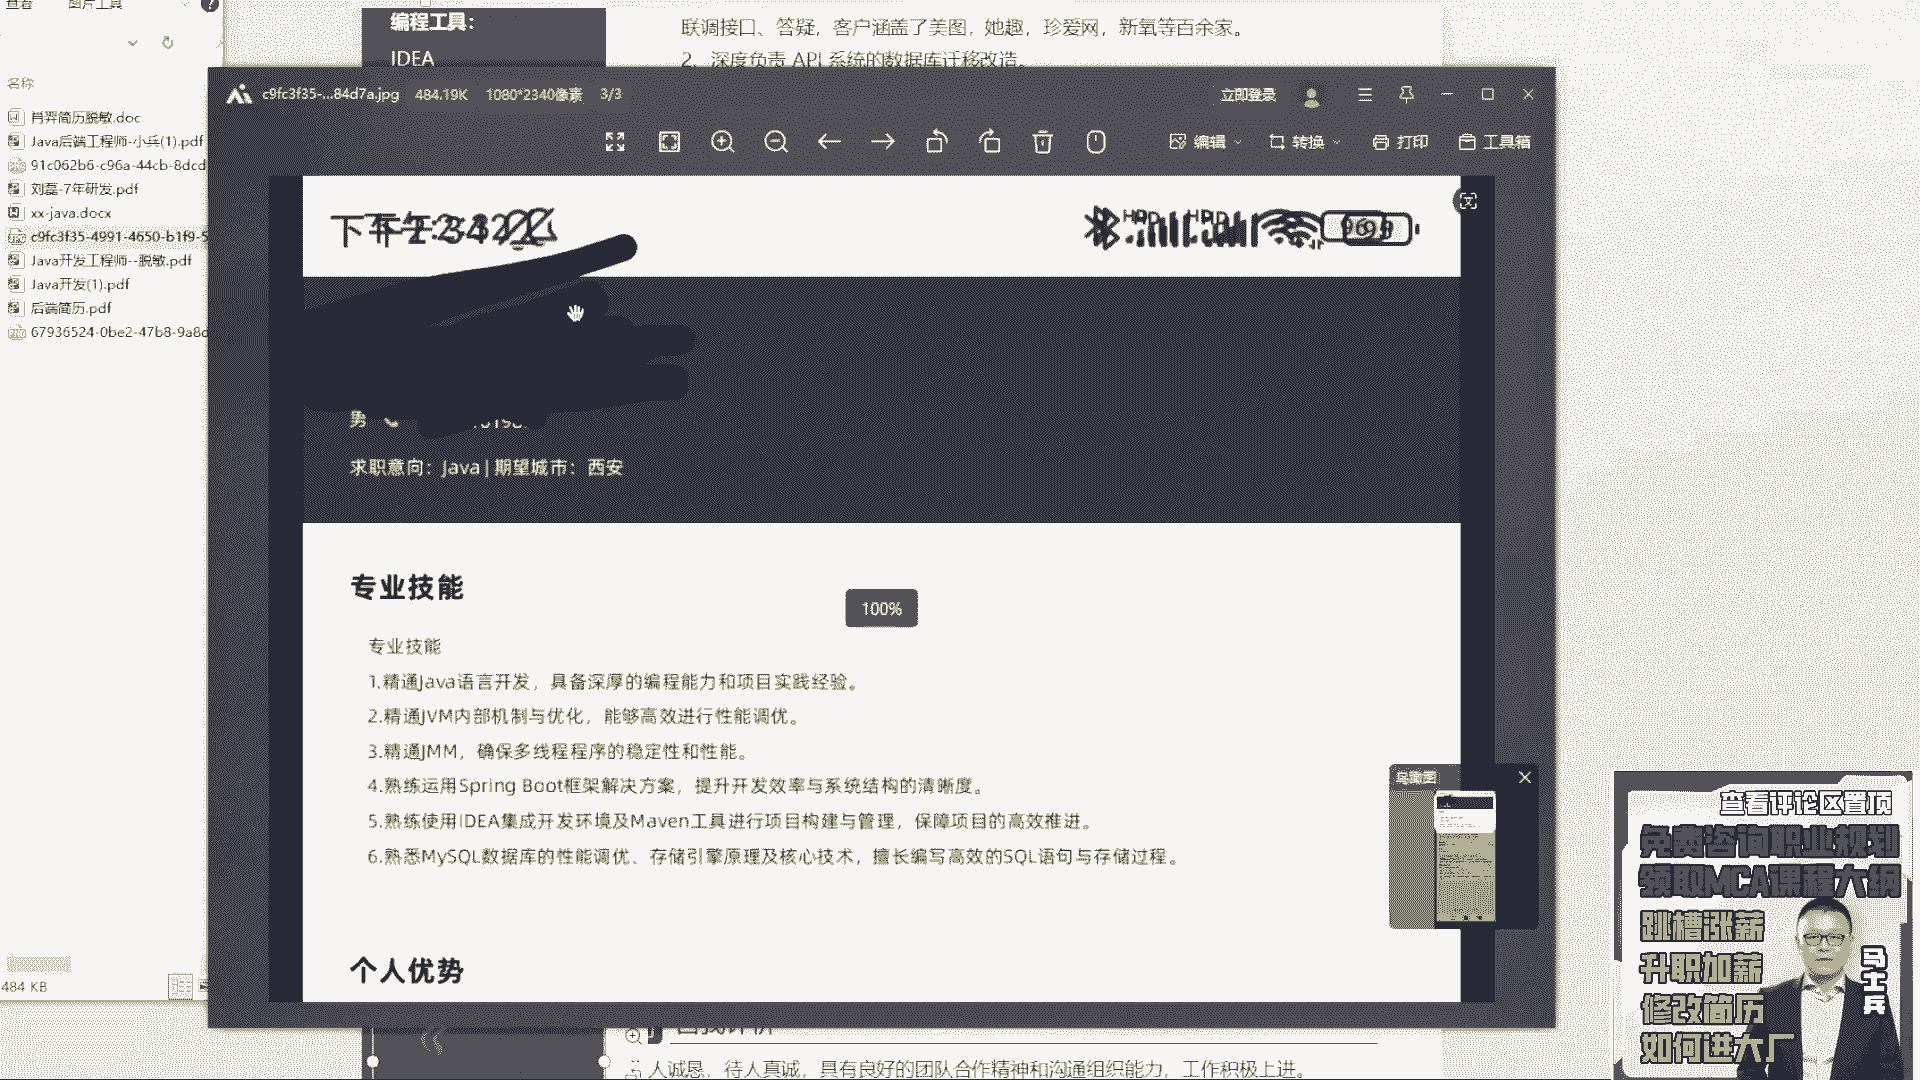 查看
图片工具
?
编程工具：
IDEA
联调接口、答疑，客户涵盖了美图，她趣，珍爱网，新氧等百余家。
2、深度负责 API 系统的数据库迁移改造。
名称
肖羿简历脱敏.doc
Java后端工程师-小兵(1).pdf
91c062b6-c96a-44cb-8dcd
刘磊-7年研发.pdf
xx-java.docx
c9fc3f35-4991-4650-b1f9-5
Java开发工程师--脱敏.pdf
Java开发(1).pdf
后端简历.pdf
67936524-0be2-47b8-9a8d
484 KB
c9fc3f35-...84d7a.jpg 484.19K 1080*2340像素 3/3
立即登录
编辑 转换 打印 工具箱
男
求职意向：Java | 期望城市：西安
专业技能
100%
专业技能
1.精通Java语言开发，具备深厚的编程能力和项目实践经验。
2.精通JVM内部机制与优化，能够高效进行性能调优。
3.精通JMM，确保多线程程序的稳定性和性能。
4.熟练运用Spring Boot框架解决方案，提升开发效率与系统结构的清晰度。
5.熟练使用IDEA集成开发环境及Maven工具进行项目构建与管理，保障项目的高效推进。
6.熟悉MySQL数据库的性能调优、存储引擎原理及核心技术，擅长编写高效的SQL语句与存储过程。
个人优势
鸟瞰图
人诚恳，待人真诚，具有良好的团队合作精神和沟通组织能力，工作积极上进。
查看评论区置顶
免费咨询职业规划
领取MCA课程大纲
跳槽涨薪
升职加薪
修改简历
如何进大厂
马士兵